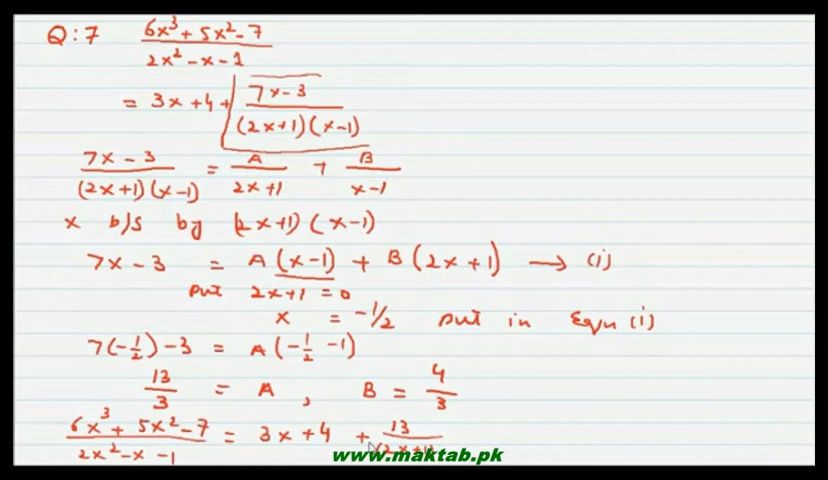 Q:7 6x³ + 5x² - 7 / 2x² - x - 1
= 3x + 4 + 7x - 3 / (2x+1)(x-1)
7x - 3 / (2x+1)(x-1) = A / 2x+1 + B / x-1
x b/s by (2x+1)(x-1)
7x - 3 = A(x-1) + B(2x+1) → (i)
put 2x+1 = 0
x = -1/2 put in Eqn (i)
7(-1/2) - 3 = A(-1/2 - 1)
13/3 = A , B = 4/3
6x³ + 5x² - 7 / 2x² - x - 1 = 3x + 4 + 13 /
www.maktab.pk